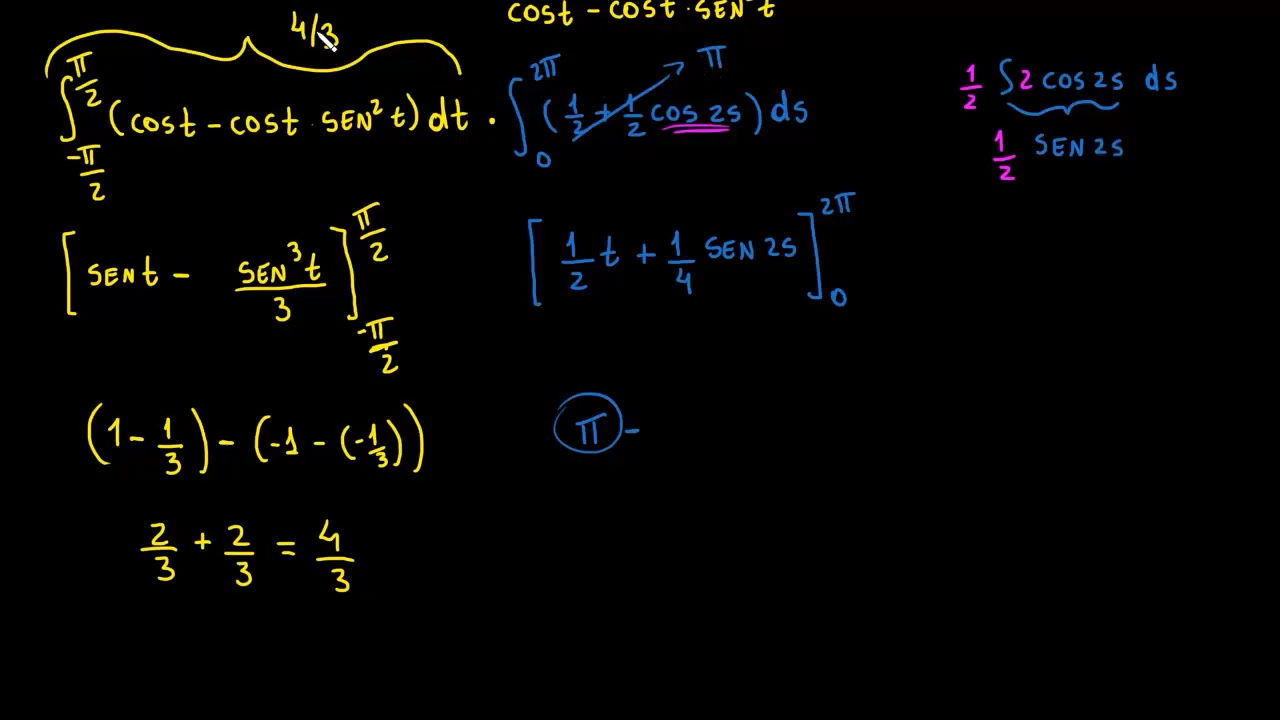 cost - cost · SEN² t
4/3
∫_{-π/2}^{π/2} (cost - cost · SEN² t) dt · ∫_0^{2π} (1/2 + 1/2 cos 2s) ds → π
1/2 ∫ 2 cos 2s ds
1/2 SEN 2s
[SEN t - SEN³t/3]_{-π/2}^{π/2}
[1/2 t + 1/4 SEN 2s]_0^{2π}
(1 - 1/3) - (-1 - (-1/3))
π -
2/3 + 2/3 = 4/3